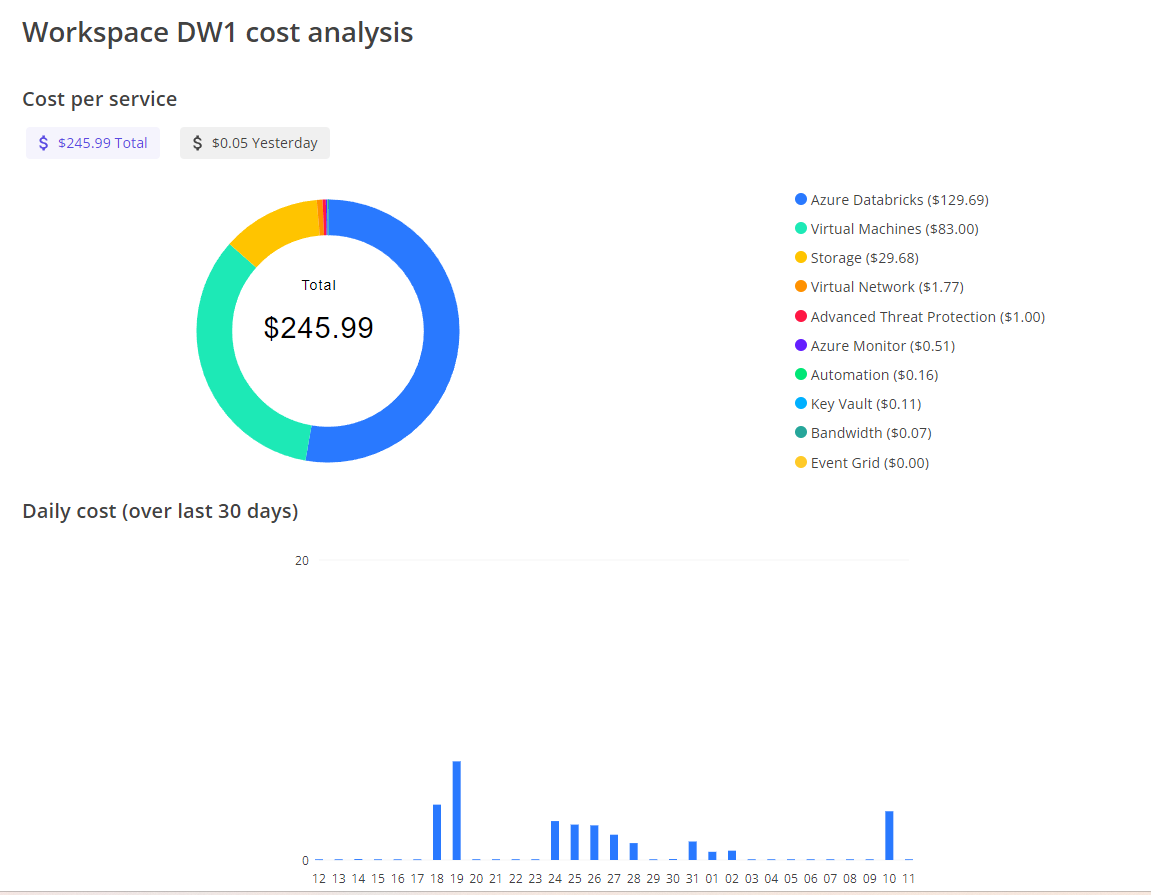 Workspace DW1 cost analysis
Cost per service
$ $245.99 Total $ $0.05 Yesterday
Total
$245.99
Azure Databricks ($129.69)
Virtual Machines ($83.00)
Storage ($29.68)
Virtual Network ($1.77)
Advanced Threat Protection ($1.00)
Azure Monitor ($0.51)
Automation ($0.16)
Key Vault ($0.11)
Bandwidth ($0.07)
Event Grid ($0.00)
Daily cost (over last 30 days)
20
0
12 13 14 15 16 17 18 19 20 21 22 23 24 25 26 27 28 29 30 31 01 02 03 04 05 06 07 08 09 10 11